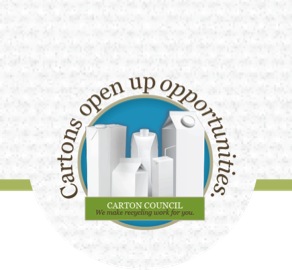 Cartons open up opportunities.
CARTON COUNCIL
We make recycling work for you.